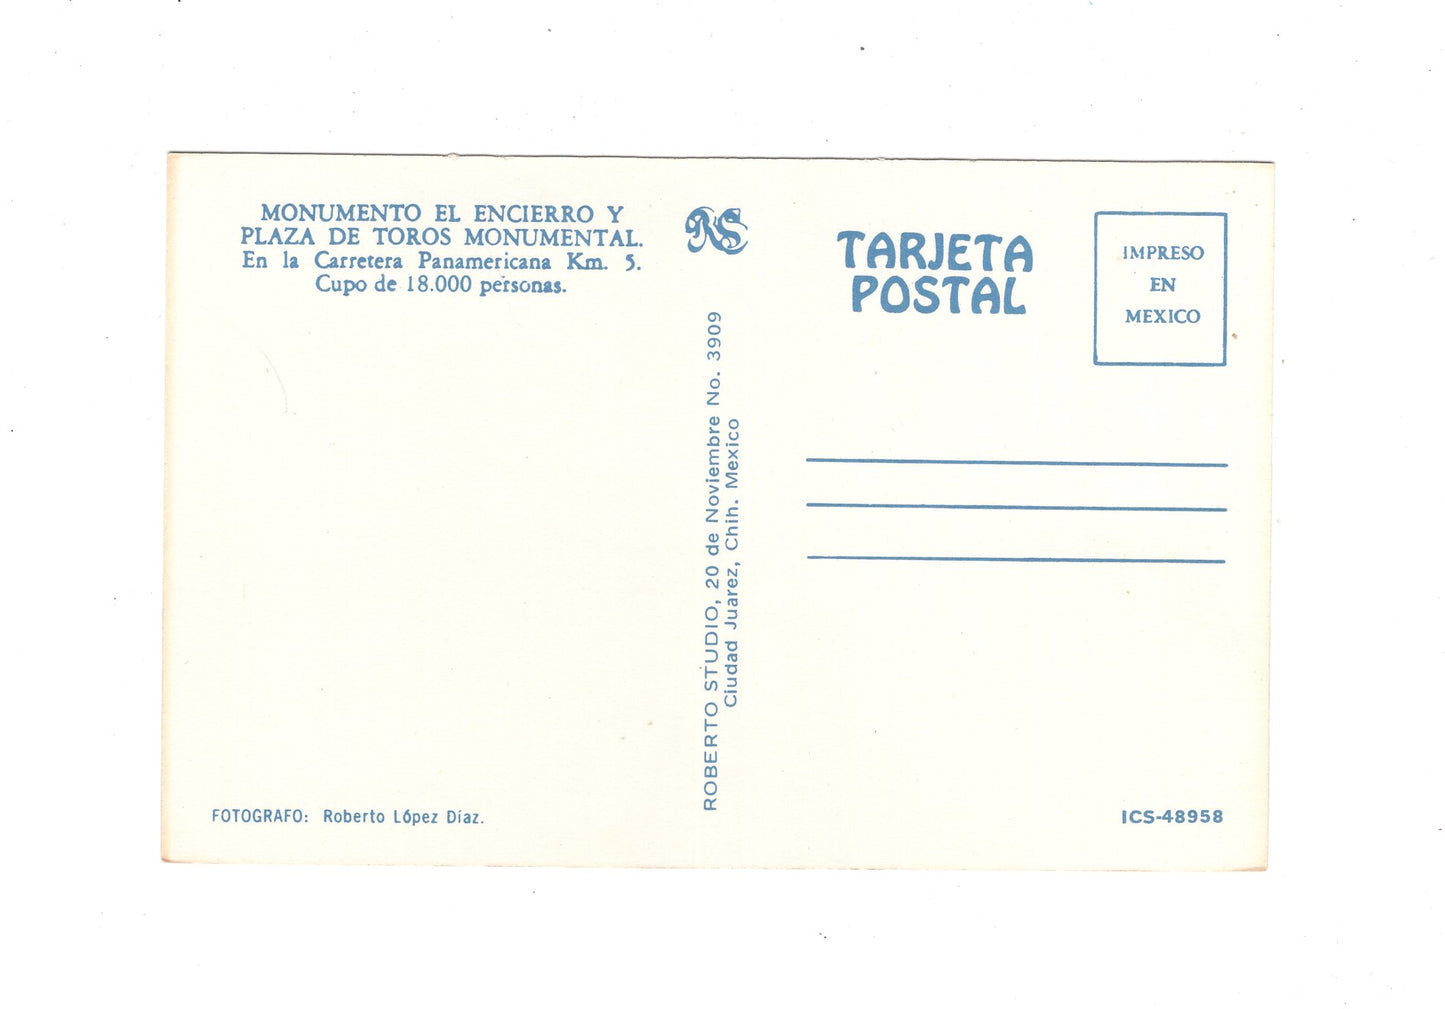 MONUMENTO EL ENCIERRO Y
PLAZA DE TOROS MONUMENTAL.
En la Carretera Panamericana Km. 5.
Cupo de 18.000 personas.
RS
TARJETA
POSTAL
IMPRESO
EN
MEXICO
ROBERTO STUDIO, 20 de Noviembre No. 3909
Ciudad Juarez, Chih. Mexico
FOTOGRAFO: Roberto López Díaz.
ICS-48958